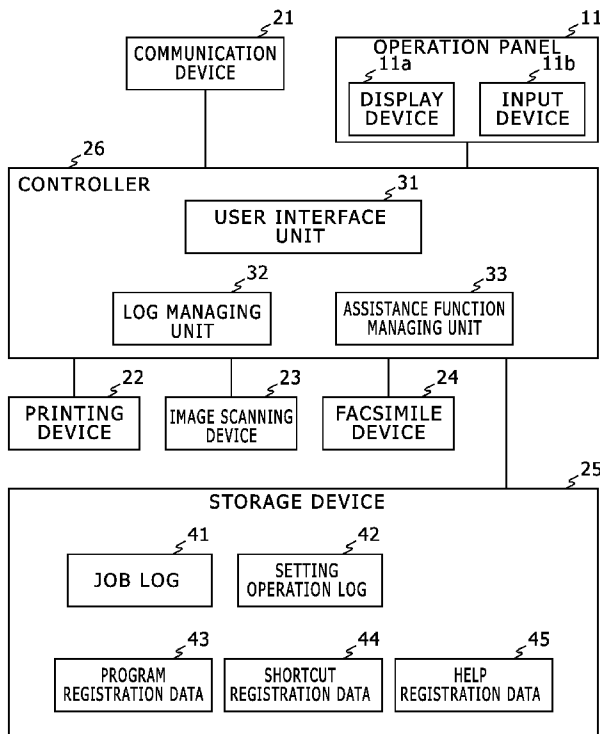 21
COMMUNICATION
DEVICE
11
OPERATION PANEL
11a
DISPLAY
DEVICE
11b
INPUT
DEVICE
26
CONTROLLER
31
USER INTERFACE
UNIT
32
LOG MANAGING
UNIT
33
ASSISTANCE FUNCTION
MANAGING UNIT
22
PRINTING
DEVICE
23
IMAGE SCANNING
DEVICE
24
FACSIMILE
DEVICE
25
STORAGE DEVICE
41
JOB LOG
42
SETTING
OPERATION LOG
43
PROGRAM
REGISTRATION DATA
44
SHORTCUT
REGISTRATION DATA
45
HELP
REGISTRATION DATA